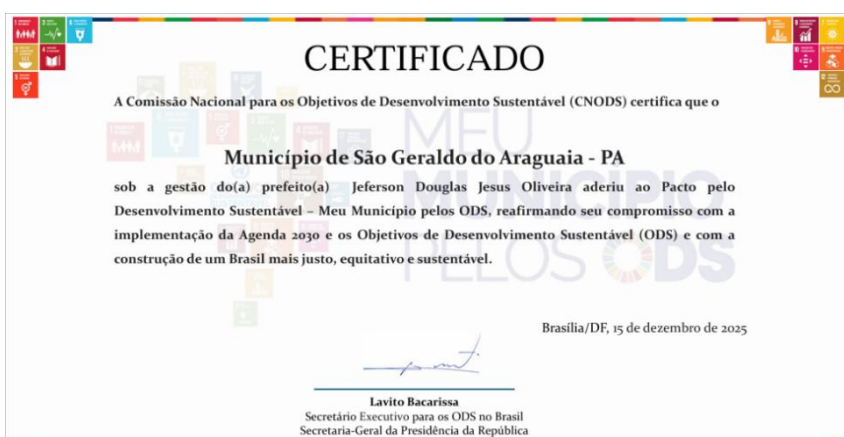 CERTIFICADO
A Comissão Nacional para os Objetivos de Desenvolvimento Sustentável (CNODS) certifica que o
Município de São Geraldo do Araguaia - PA
sob a gestão do(a) prefeito(a) Jeferson Douglas Jesus Oliveira aderiu ao Pacto pelo
Desenvolvimento Sustentável – Meu Município pelos ODS, reafirmando seu compromisso com a
implementação da Agenda 2030 e os Objetivos de Desenvolvimento Sustentável (ODS) e com a
construção de um Brasil mais justo, equitativo e sustentável.
MEU
MUNICÍPIO
PELOS ODS
Brasília/DF, 15 de dezembro de 2025
Lavito Bacarissa
Secretário Executivo para os ODS no Brasil
Secretaria-Geral da Presidência da República